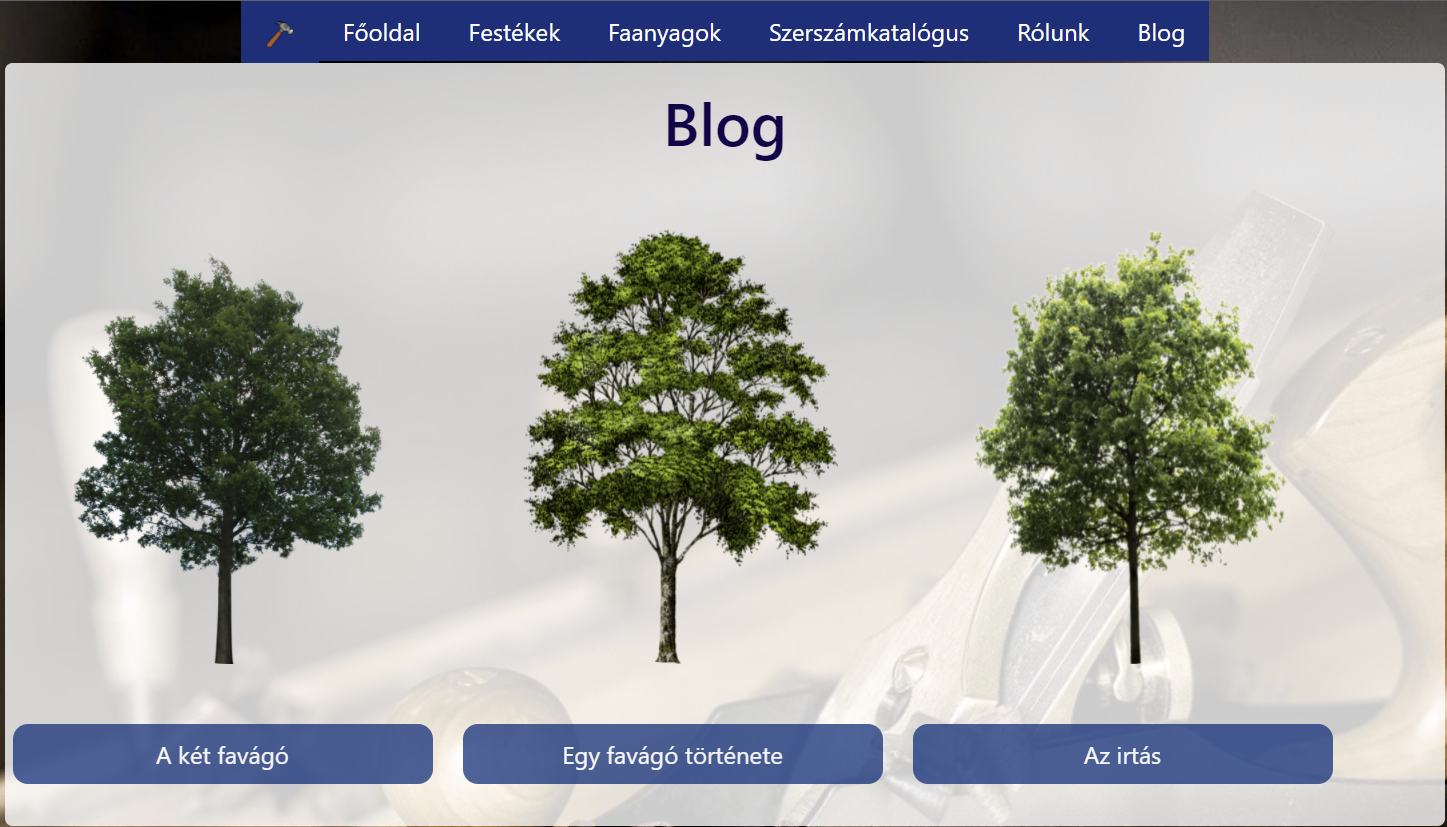 Főoldal Festékek Faanyagok Szerszámkatalógus Rólunk Blog
Blog
A két favágó Egy favágó története Az irtás